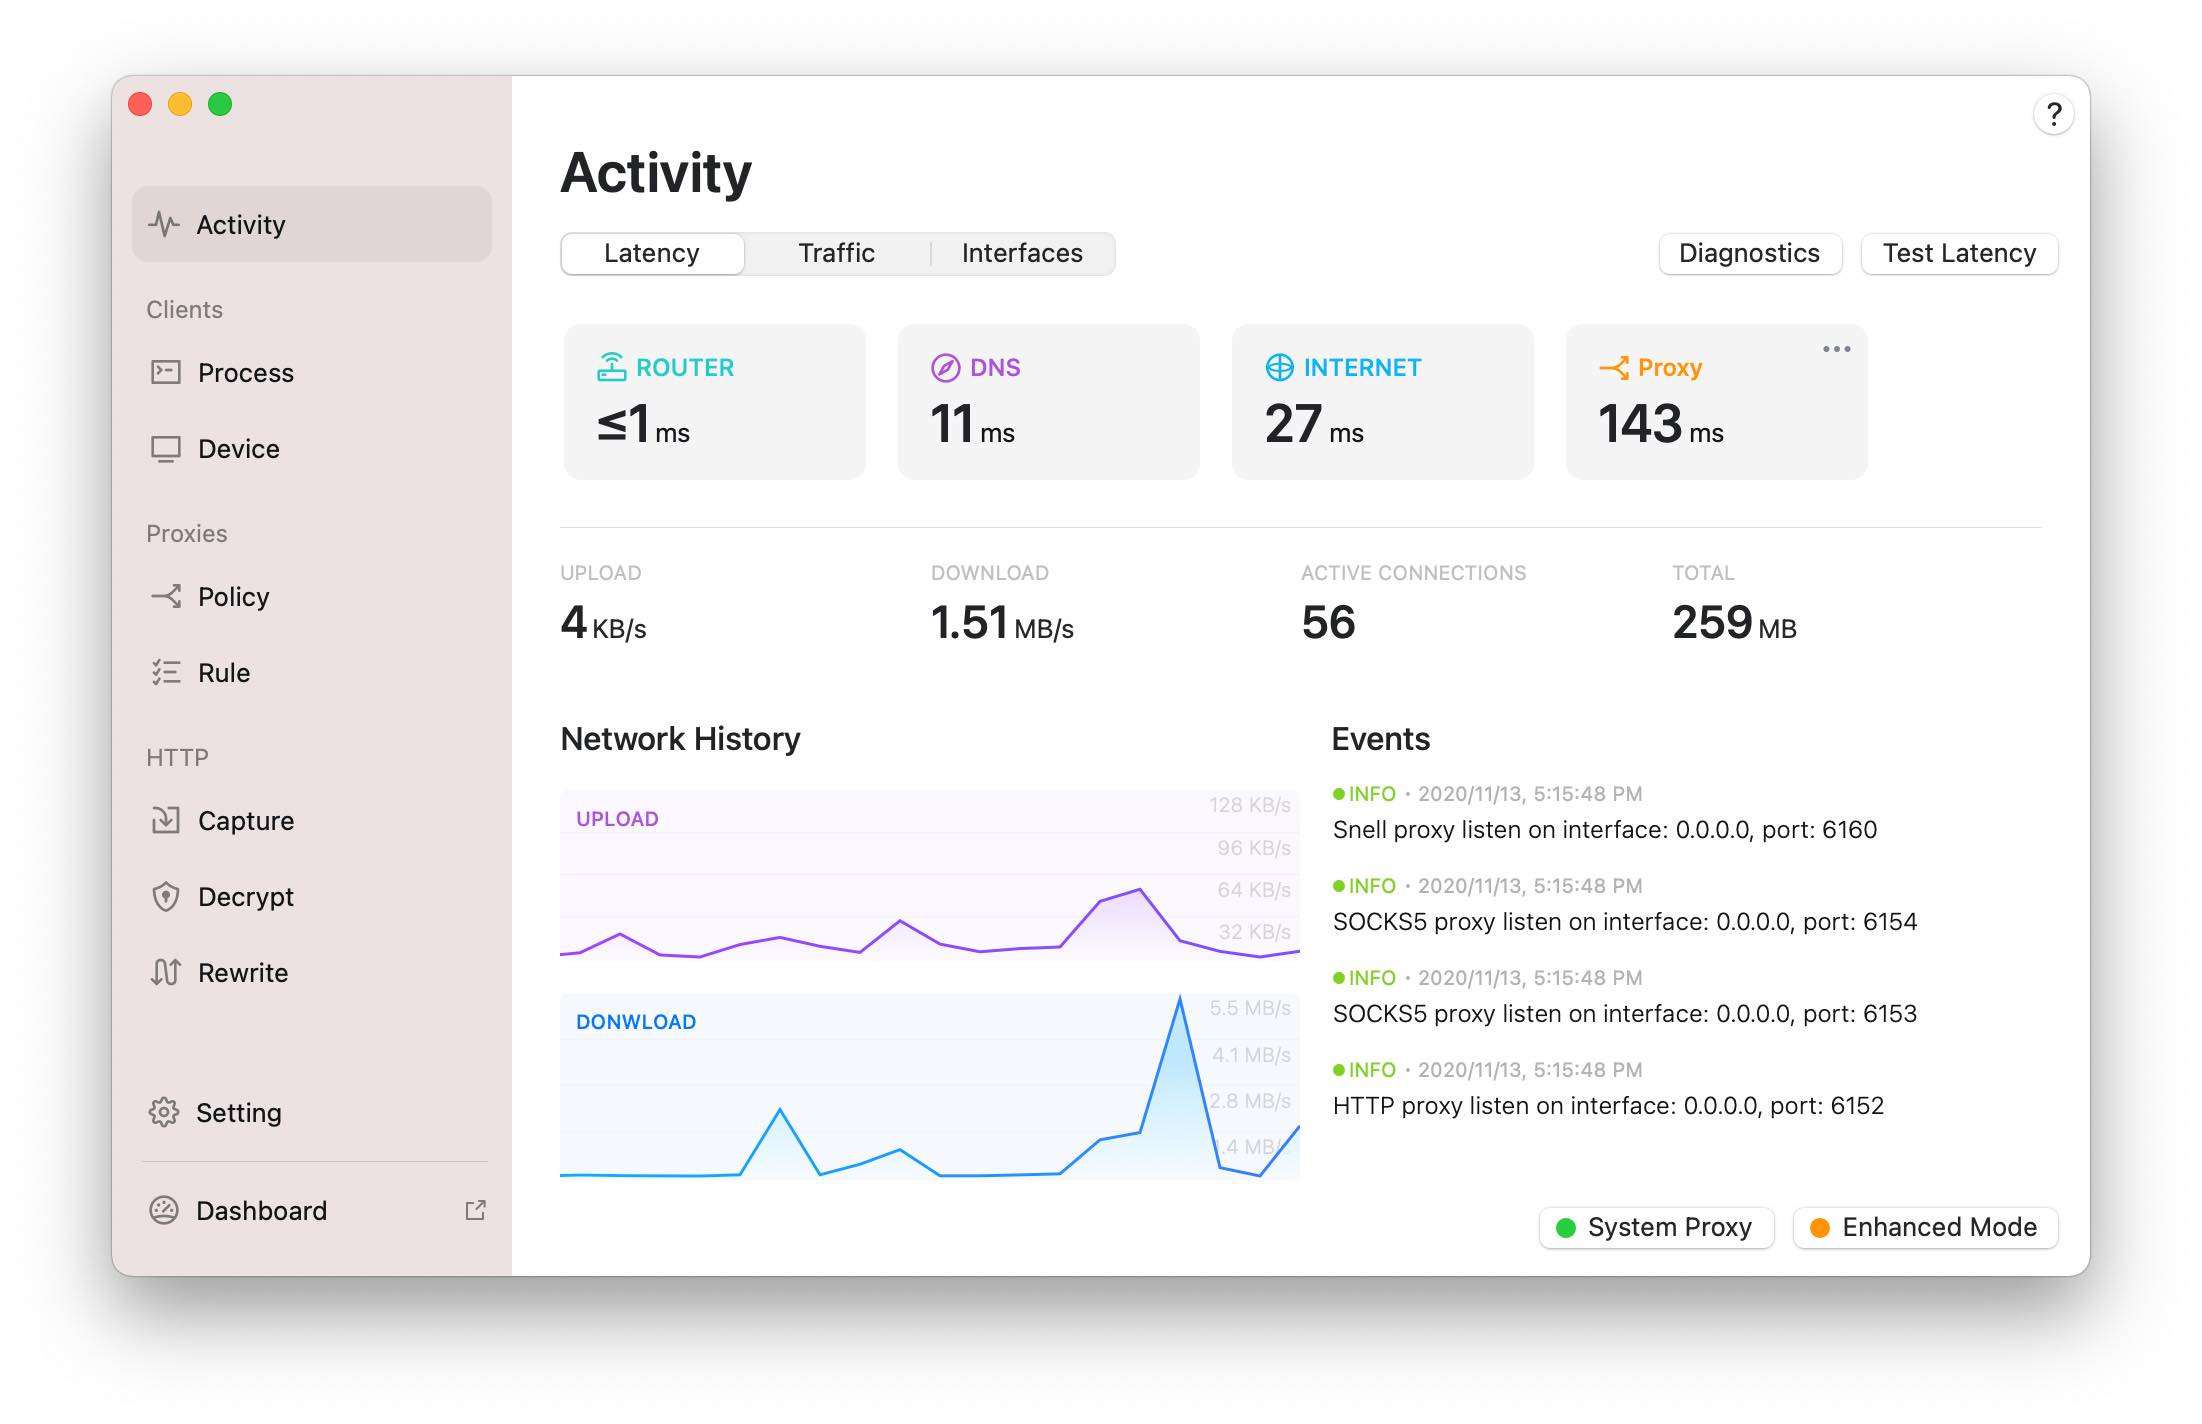 ?
Activity
Activity
Latency
Traffic
Interfaces
Diagnostics
Test Latency
Clients
Process
Device
Proxies
Policy
Rule
HTTP
Capture
Decrypt
Rewrite
Setting
Dashboard
ROUTER
≤1 ms
DNS
11 ms
INTERNET
27 ms
Proxy
143 ms
UPLOAD
4 KB/s
DOWNLOAD
1.51 MB/s
ACTIVE CONNECTIONS
56
TOTAL
259 MB
Network History
UPLOAD
128 KB/s
96 KB/s
64 KB/s
32 KB/s
DONWLOAD
5.5 MB/s
4.1 MB/s
2.8 MB/s
Events
INFO · 2020/11/13, 5:15:48 PM
Snell proxy listen on interface: 0.0.0.0, port: 6160
INFO · 2020/11/13, 5:15:48 PM
SOCKS5 proxy listen on interface: 0.0.0.0, port: 6154
INFO · 2020/11/13, 5:15:48 PM
SOCKS5 proxy listen on interface: 0.0.0.0, port: 6153
INFO · 2020/11/13, 5:15:48 PM
HTTP proxy listen on interface: 0.0.0.0, port: 6152
System Proxy
Enhanced Mode